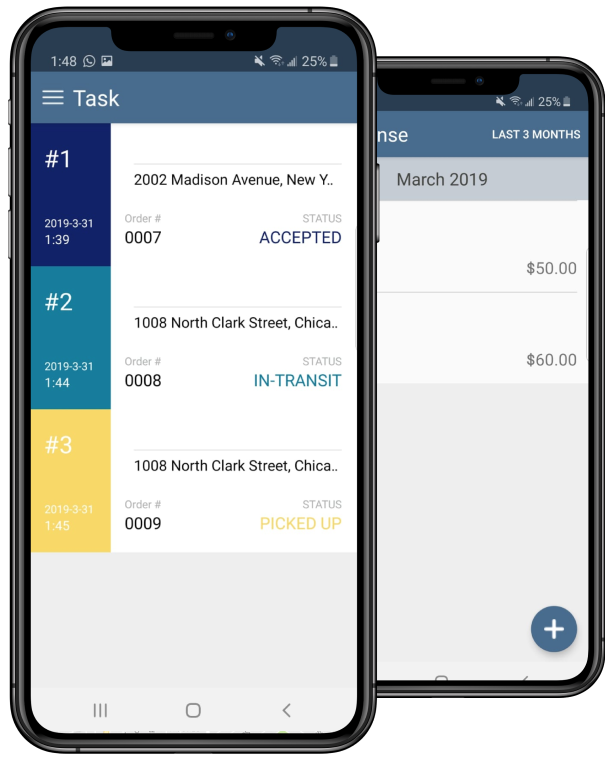 1:48 25%
Task
#1
2019-3-31
1:39
2002 Madison Avenue, New Y..
Order # STATUS
0007 ACCEPTED
#2
2019-3-31
1:44
1008 North Clark Street, Chica..
Order # STATUS
0008 IN-TRANSIT
#3
2019-3-31
1:45
1008 North Clark Street, Chica..
Order # STATUS
0009 PICKED UP
25%
nse LAST 3 MONTHS
March 2019
$50.00
$60.00